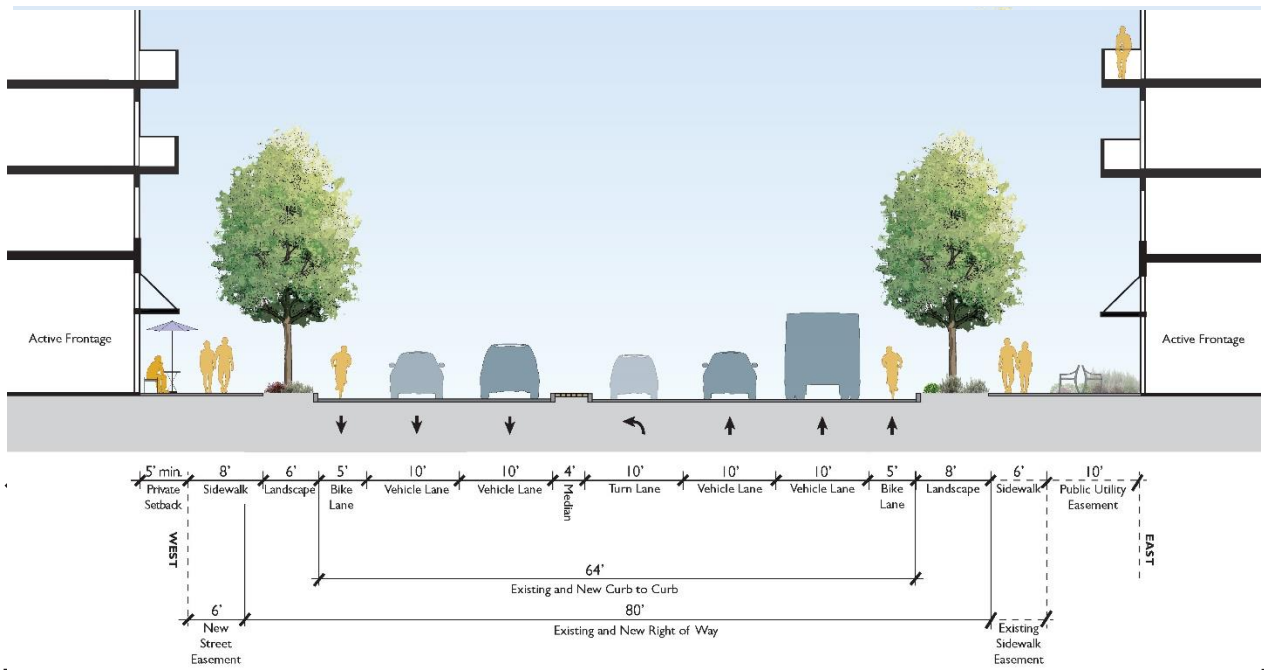 Active Frontage
Active Frontage
5' min. 8' 6' 5' 10' 10' 4' 10' 10' 10' 5' 8' 6' 10'
Private Sidewalk Landscape Bike Vehicle Lane Vehicle Lane Median Turn Lane Vehicle Lane Vehicle Lane Bike Landscape Sidewalk Public Utility
Setback Lane Lane Easement
WEST
EAST
64'
Existing and New Curb to Curb
6' 80'
New Existing and New Right of Way Existing
Street Sidewalk
Easement Easement